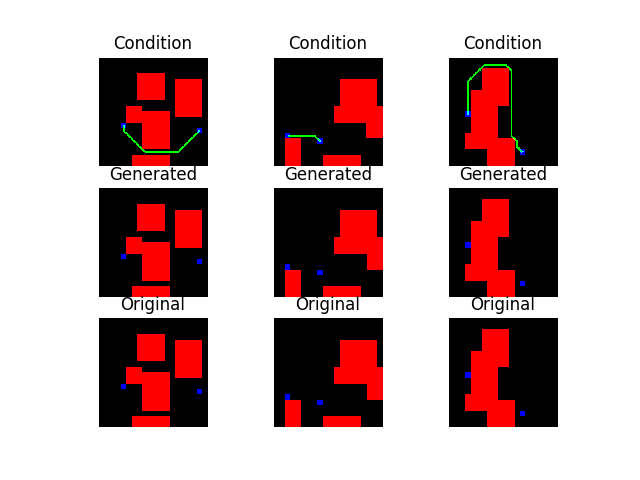 Condition Condition Condition
Generated Generated Generated
Original Original Original